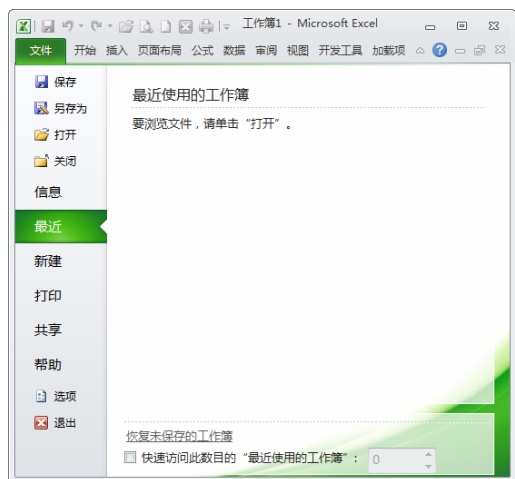 工作簿1 - Microsoft Excel
文件 开始 插入 页面布局 公式 数据 审阅 视图 开发工具 加载项
保存
另存为
打开
关闭
信息
最近
新建
打印
共享
帮助
选项
退出
最近使用的工作簿
要浏览文件，请单击“打开”。
恢复未保存的工作簿
快速访问此数目的“最近使用的工作簿”： 0